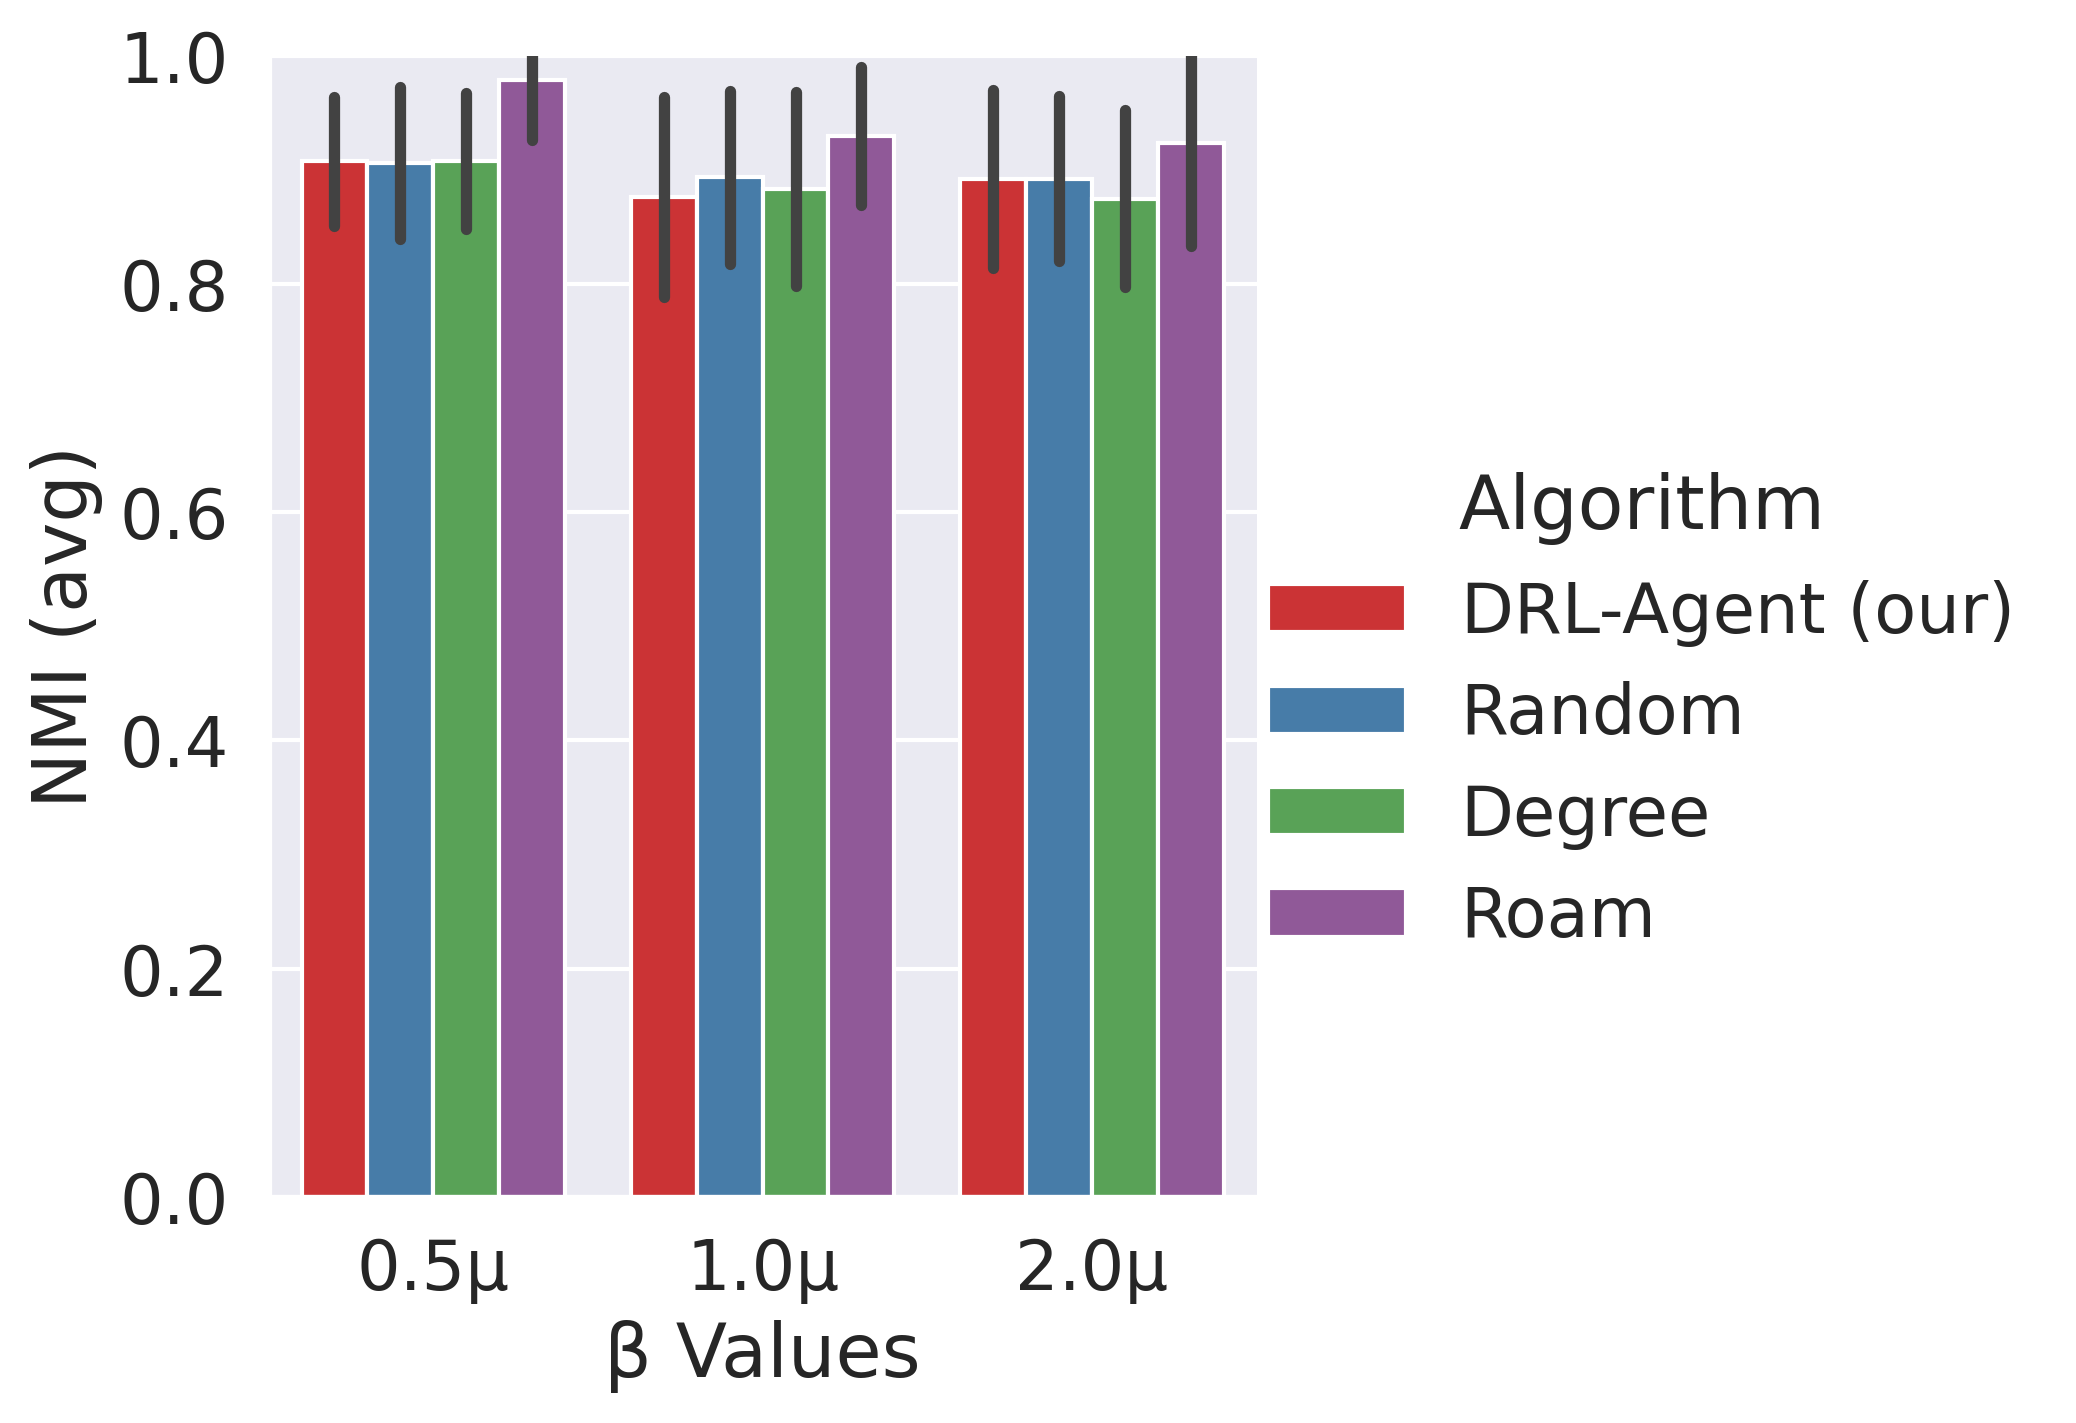 1.0
0.8
0.6
0.4
0.2
0.0
NMI (avg)
0.5μ 1.0μ 2.0μ
β Values
Algorithm
DRL-Agent (our)
Random
Degree
Roam